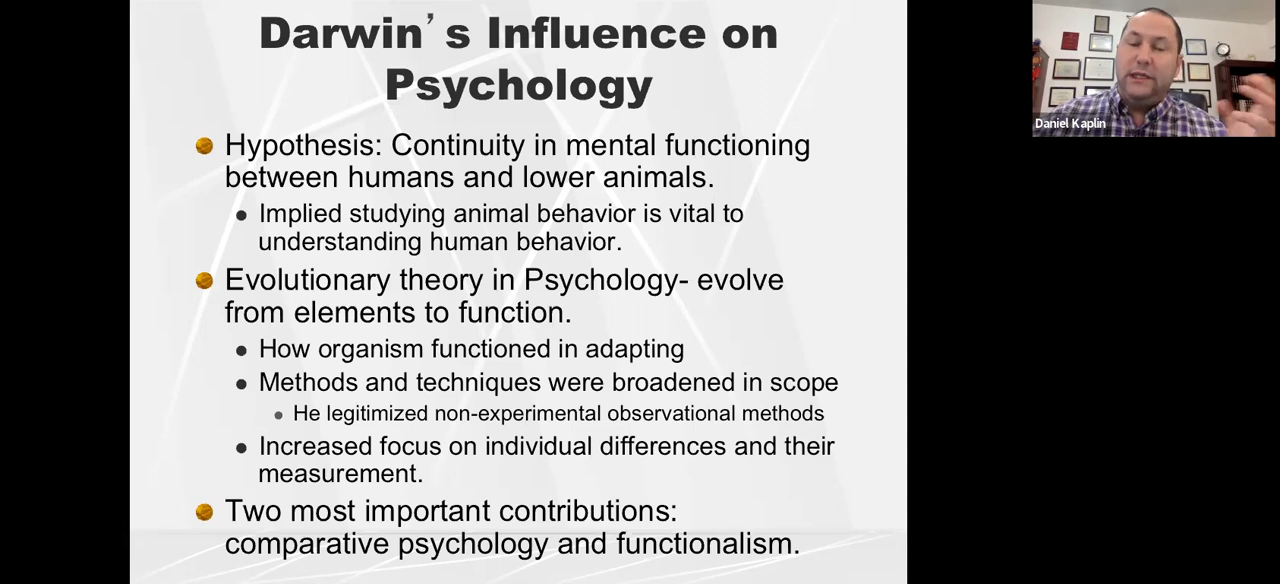 Darwin’s Influence on
Psychology
Daniel Kaplin
Hypothesis: Continuity in mental functioning
between humans and lower animals.
Implied studying animal behavior is vital to
understanding human behavior.
Evolutionary theory in Psychology- evolve
from elements to function.
How organism functioned in adapting
Methods and techniques were broadened in scope
He legitimized non-experimental observational methods
Increased focus on individual differences and their
measurement.
Two most important contributions:
comparative psychology and functionalism.